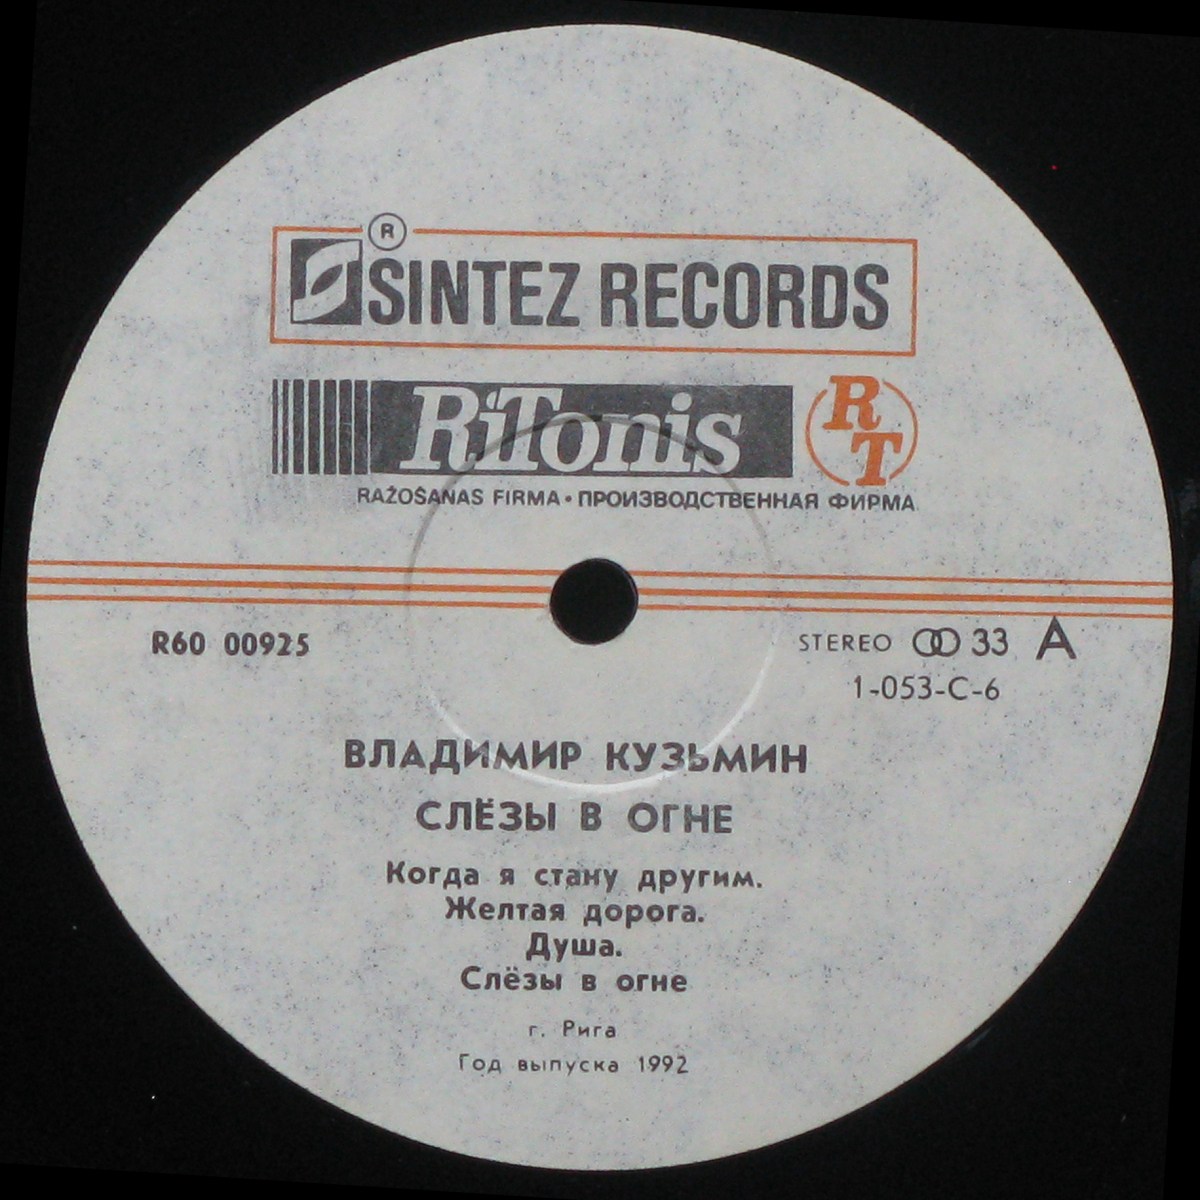 ®
SINTEZ RECORDS
RiTonis RT
RAŽOŠANAS FIRMA • ПРОИЗВОДСТВЕННАЯ ФИРМА
R60 00925
STEREO 33 A
1-053-C-6
ВЛАДИМИР КУЗЬМИН
СЛЁЗЫ В ОГНЕ
Когда я стану другим.
Желтая дорога.
Душа.
Слёзы в огне
г. Рига
Год выпуска 1992